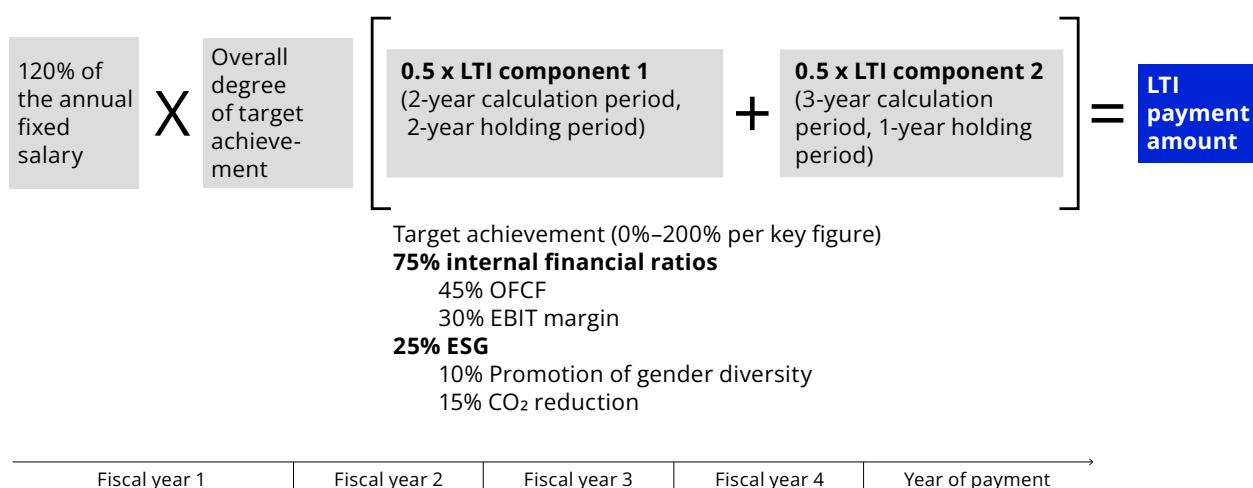 120% of
the annual
fixed
salary
X
Overall
degree
of target
achieve-
ment
0.5 x LTI component 1
(2-year calculation period,
2-year holding period)
+
0.5 x LTI component 2
(3-year calculation
period, 1-year holding
period)
=
LTI
payment
amount
Target achievement (0%–200% per key figure)
75% internal financial ratios
45% OFCF
30% EBIT margin
25% ESG
10% Promotion of gender diversity
15% CO₂ reduction
Fiscal year 1
Fiscal year 2
Fiscal year 3
Fiscal year 4
Year of payment